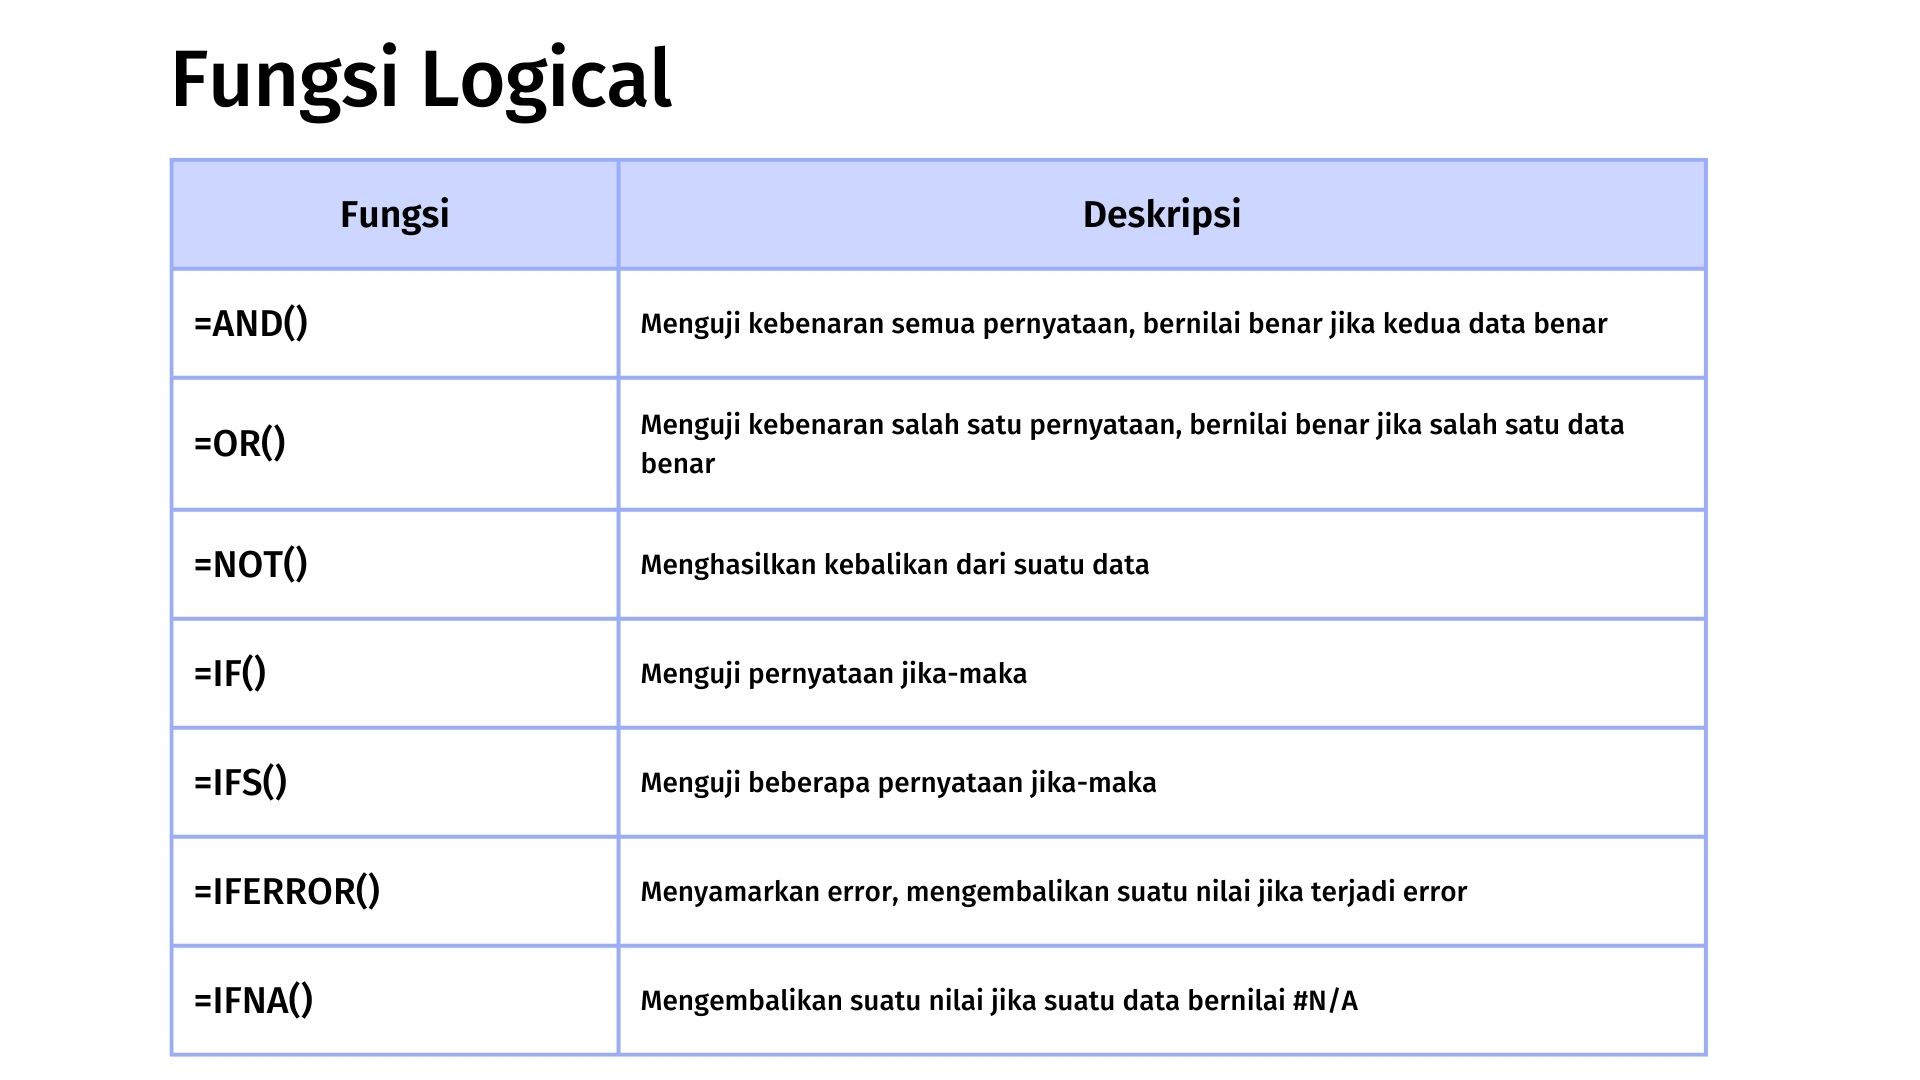 Fungsi Logical
Fungsi
Deskripsi
=AND()
Menguji kebenaran semua pernyataan, bernilai benar jika kedua data benar
=OR()
Menguji kebenaran salah satu pernyataan, bernilai benar jika salah satu data
benar
=NOT()
Menghasilkan kebalikan dari suatu data
=IF()
Menguji pernyataan jika-maka
=IFS()
Menguji beberapa pernyataan jika-maka
=IFERROR()
Menyamarkan error, mengembalikan suatu nilai jika terjadi error
=IFNA()
Mengembalikan suatu nilai jika suatu data bernilai #N/A